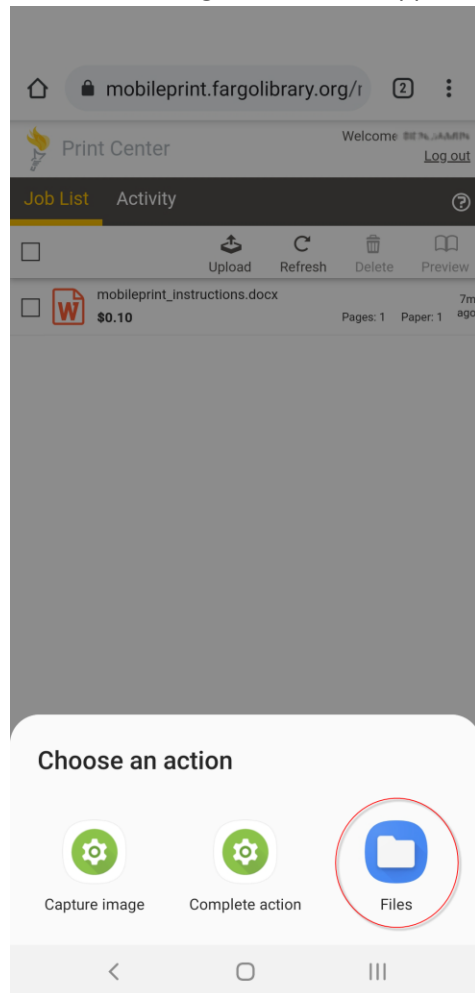 mobileprint.fargolibrary.org/r 2
Print Center
Welcome
Log out
Job List Activity
Upload Refresh Delete Preview
mobileprint_instructions.docx
$0.10
Pages: 1 Paper: 1
7m
ago
Choose an action
Capture image Complete action Files